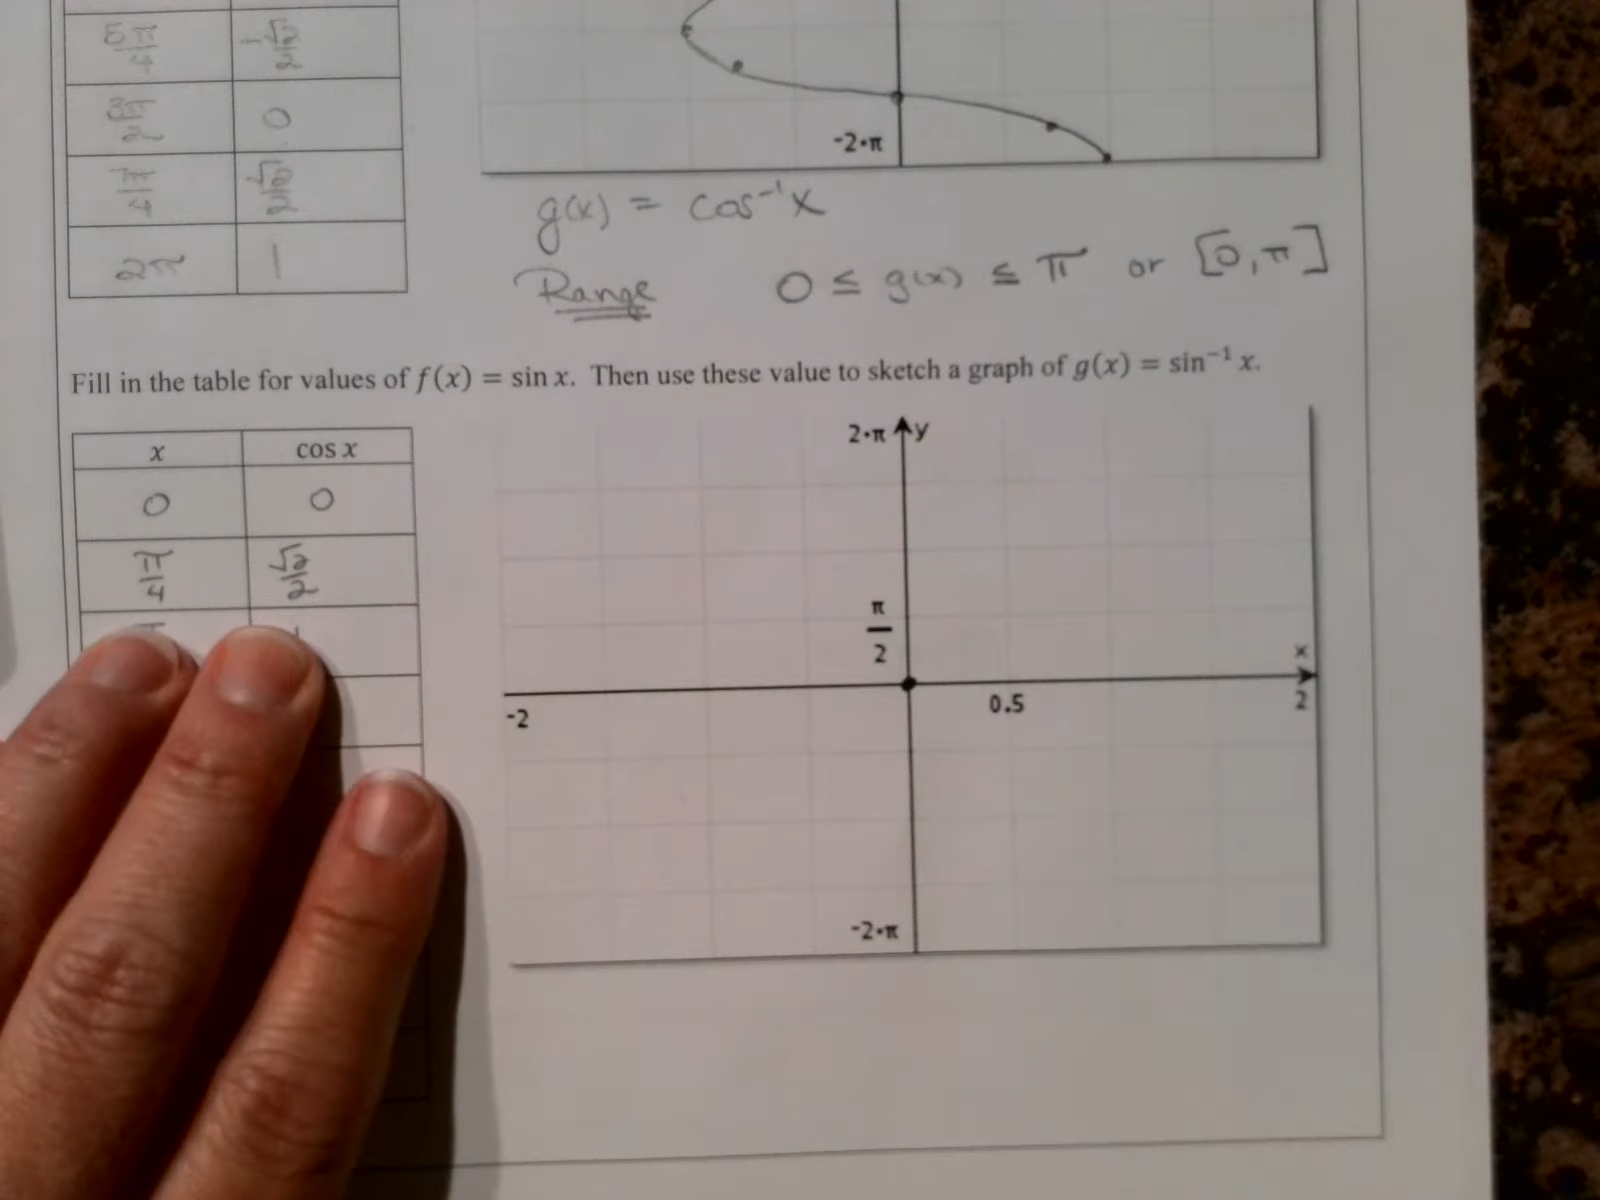 5π/4 -√2/2
3π/2 0
7π/4 √2/2
2π 1
-2·π
g(x) = cos⁻¹x
Range 0 ≤ g(x) ≤ π or [0, π]
Fill in the table for values of f(x) = sin x. Then use these value to sketch a graph of g(x) = sin⁻¹ x.
x cos x
0 0
π/4 √2/2
2·π y
π/2
x
-2 0.5 2
-2·π